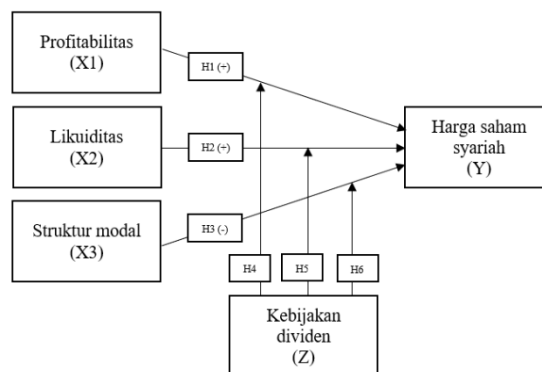 Profitabilitas
(X1)
H1 (+)
Likuiditas
(X2)
H2 (+)
Harga saham
syariah
(Y)
Struktur modal
(X3)
H3 (-)
H4
H5
H6
Kebijakan
dividen
(Z)